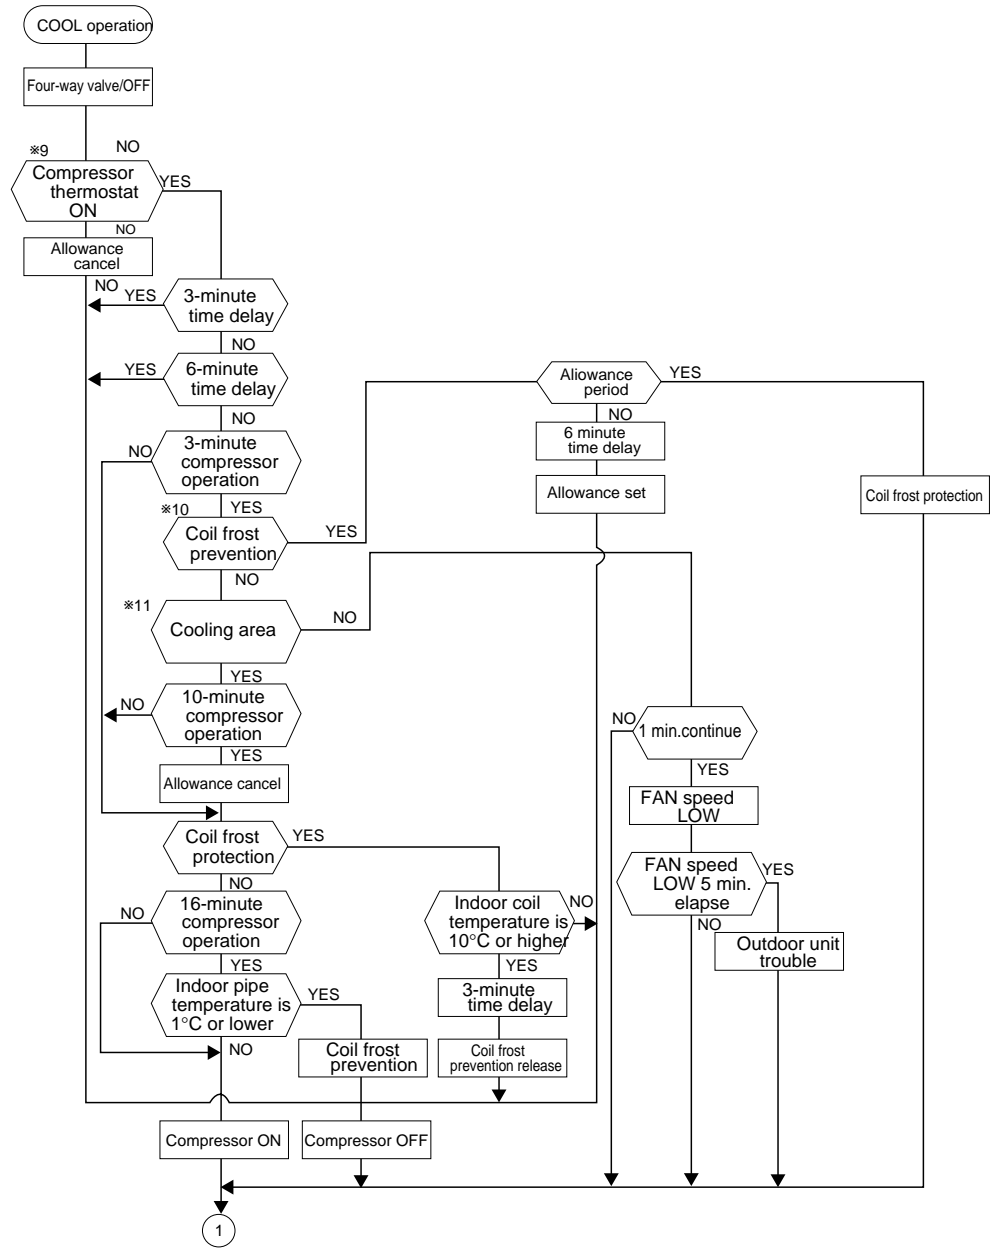 COOL operation
Four-way valve/OFF
NO
※9
Compressor
thermostat
ON
YES
NO
Allowance
cancel
NO
YES
3-minute
time delay
NO
YES
6-minute
time delay
NO
Aliowance
period
YES
NO
6 minute
time delay
Allowance set
Coil frost protection
NO
3-minute
compressor
operation
YES
※10
Coil frost
prevention
YES
NO
※11
Cooling area
NO
YES
NO
10-minute
compressor
operation
YES
Allowance cancel
NO
1 min.continue
YES
FAN speed
LOW
FAN speed
LOW 5 min.
elapse
YES
NO
Outdoor unit
trouble
Coil frost
protection
YES
NO
NO
16-minute
compressor
operation
YES
Indoor coil
temperature is
10°C or higher
NO
YES
3-minute
time delay
Coil frost
prevention release
Indoor pipe
temperature is
1°C or lower
YES
NO
Coil frost
prevention
Compressor ON
Compressor OFF
1